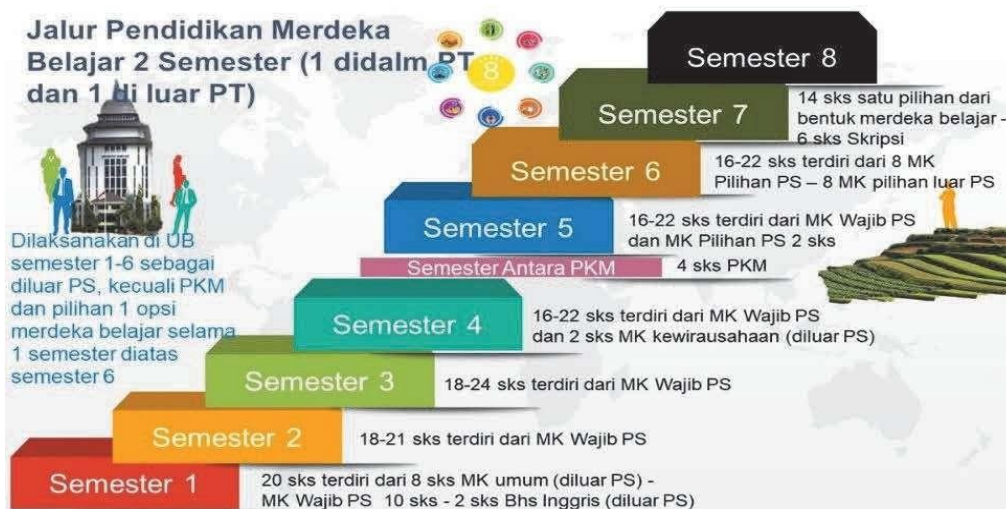 Jalur Pendidikan Merdeka
Belajar 2 Semester (1 didalm PT
dan 1 di luar PT)
8
Semester 8
Semester 7
14 sks satu pilihan dari
bentuk merdeka belajar -
6 sks Skripsi
Semester 6
16-22 sks terdiri dari 8 MK
Pilihan PS – 8 MK pilihan luar PS
Semester 5
16-22 sks terdiri dari MK Wajib PS
dan MK Pilihan PS 2 sks
Semester Antara PKM
4 sks PKM
Dilaksanakan di UB
semester 1-6 sebagai
diluar PS, kecuali PKM
dan pilihan 1 opsi
merdeka belajar selama
1 semester diatas
semester 6
Semester 4
16-22 sks terdiri dari MK Wajib PS
dan 2 sks MK kewirausahaan (diluar PS)
Semester 3
18-24 sks terdiri dari MK Wajib PS
Semester 2
18-21 sks terdiri dari MK Wajib PS
Semester 1
20 sks terdiri dari 8 sks MK umum (diluar PS) -
MK Wajib PS 10 sks - 2 sks Bhs Inggris (diluar PS)